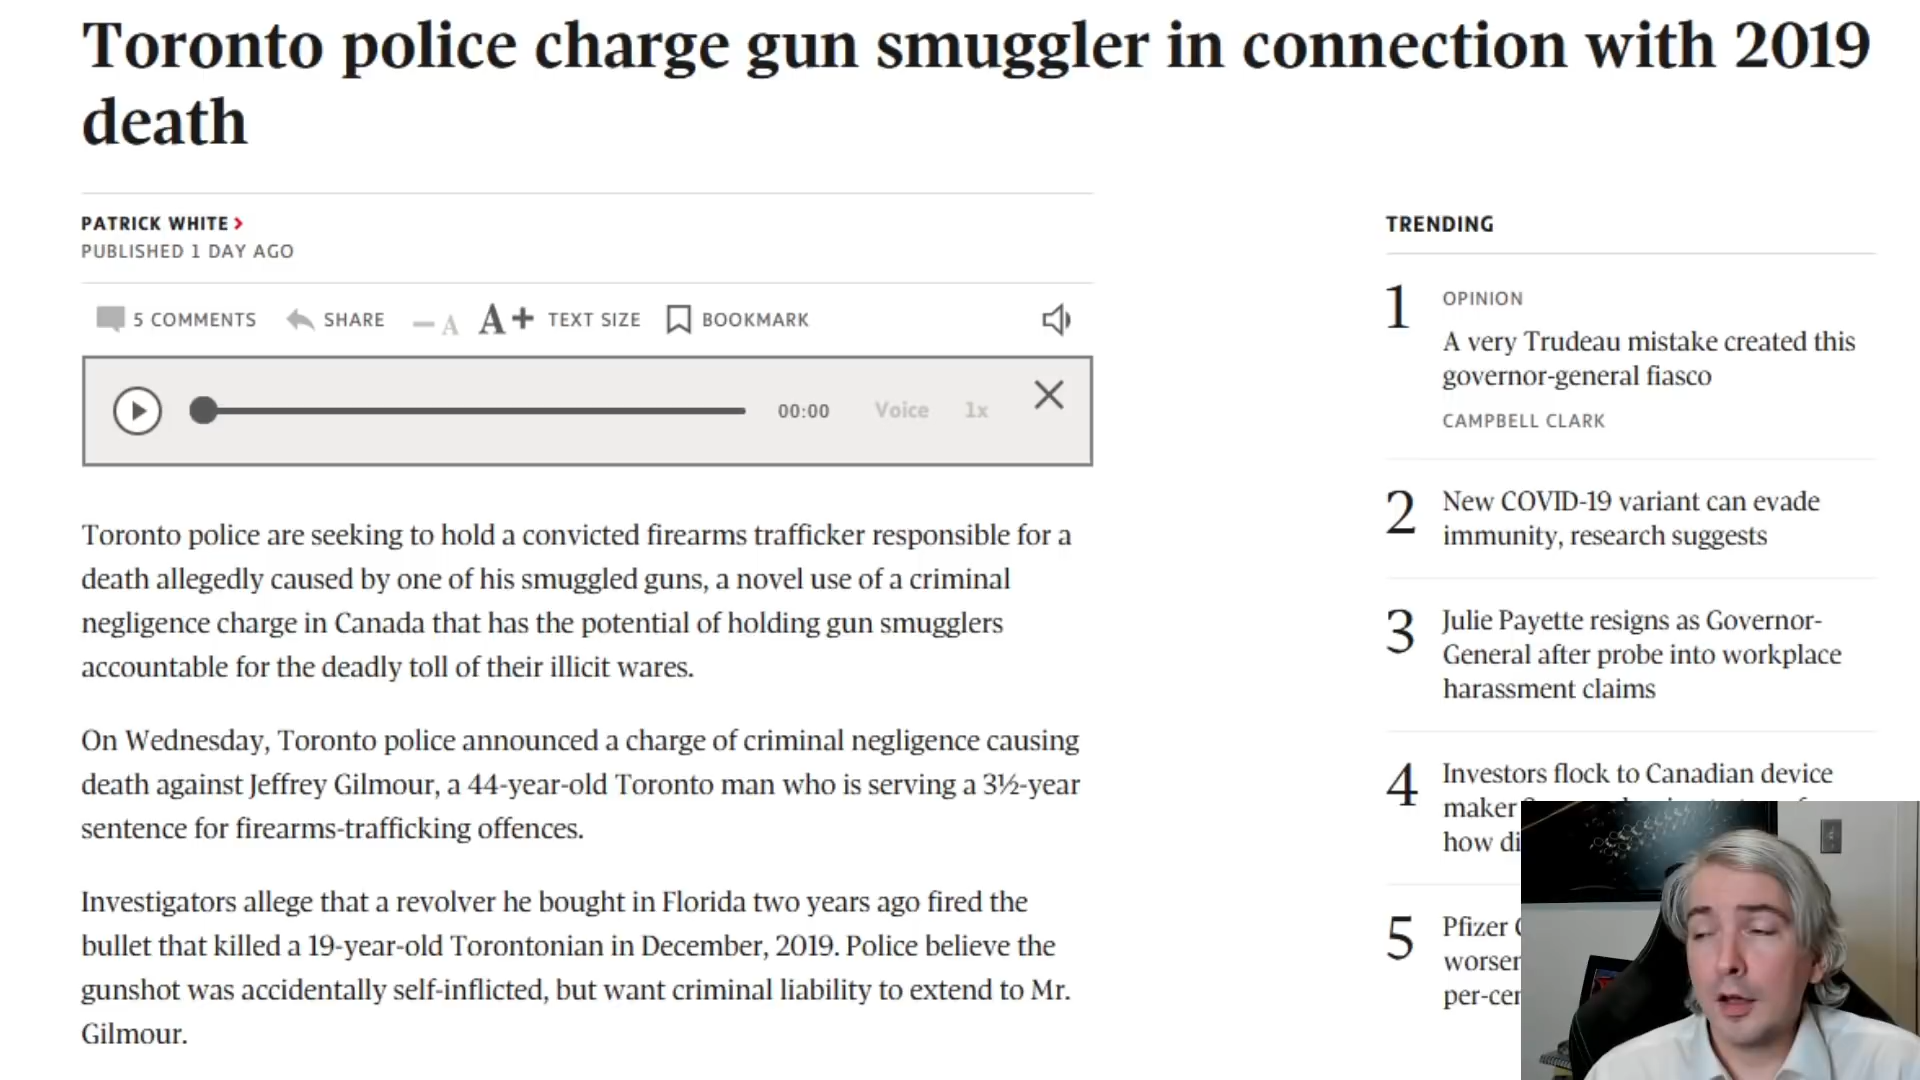 Toronto police charge gun smuggler in connection with 2019
death
PATRICK WHITE
PUBLISHED 1 DAY AGO
5 COMMENTS SHARE A A+ TEXT SIZE BOOKMARK
00:00 Voice 1x
Toronto police are seeking to hold a convicted firearms trafficker responsible for a
death allegedly caused by one of his smuggled guns, a novel use of a criminal
negligence charge in Canada that has the potential of holding gun smugglers
accountable for the deadly toll of their illicit wares.
On Wednesday, Toronto police announced a charge of criminal negligence causing
death against Jeffrey Gilmour, a 44-year-old Toronto man who is serving a 3½-year
sentence for firearms-trafficking offences.
Investigators allege that a revolver he bought in Florida two years ago fired the
bullet that killed a 19-year-old Torontonian in December, 2019. Police believe the
gunshot was accidentally self-inflicted, but want criminal liability to extend to Mr.
Gilmour.
TRENDING
1
OPINION
A very Trudeau mistake created this
governor-general fiasco
CAMPBELL CLARK
2
New COVID-19 variant can evade
immunity, research suggests
3
Julie Payette resigns as Governor-
General after probe into workplace
harassment claims
4
Investors flock to Canadian device
maker
how
5
Pfizer